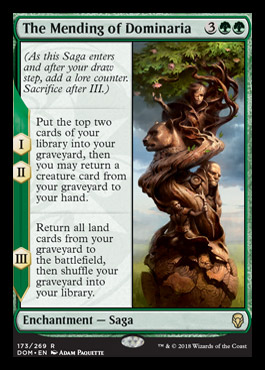 The Mending of Dominaria 3
(As this Saga enters
and after your draw
step, add a lore counter.
Sacrifice after III.)
I
II
Put the top two
cards of your
library into your
graveyard, then
you may return a
creature card from
your graveyard to
your hand.
III
Return all land
cards from your
graveyard to
the battlefield,
then shuffle your
graveyard into
your library.
Enchantment — Saga
173/269 R
DOM • EN Adam Paquette
™ & © 2018 Wizards of the Coast